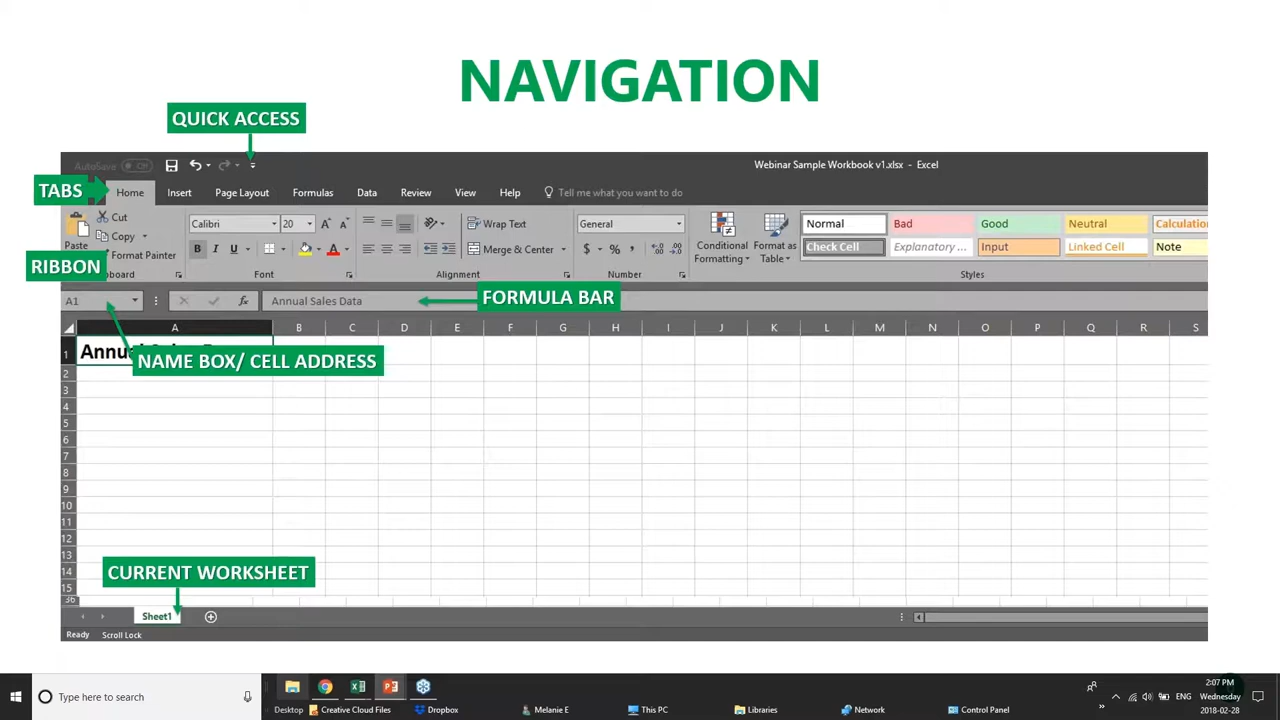 NAVIGATION
QUICK ACCESS
AutoSave Off
Webinar Sample Workbook v1.xlsx - Excel
TABS
Home Insert Page Layout Formulas Data Review View Help Tell me what you want to do
Cut
Calibri 20 A A
Wrap Text
General
Normal Bad Good Neutral Calculation
Copy
Paste
Format Painter
B I U A
Merge & Center
$ % ,
Conditional Formatting
Format as Table
Check Cell Explanatory ... Input Linked Cell Note
RIBBON
board Font Alignment Number Styles
A1 fx Annual Sales Data
FORMULA BAR
A B C D E F G H I J K L M N O P Q R S
1 Annu
NAME BOX/ CELL ADDRESS
2
3
4
5
6
7
8
9
10
11
12
13
14
15
36
CURRENT WORKSHEET
Sheet1
Ready Scroll Lock
Type here to search
Desktop Creative Cloud Files Dropbox Melanie E This PC Libraries Network Control Panel
ENG
2:07 PM
Wednesday
2018-02-28